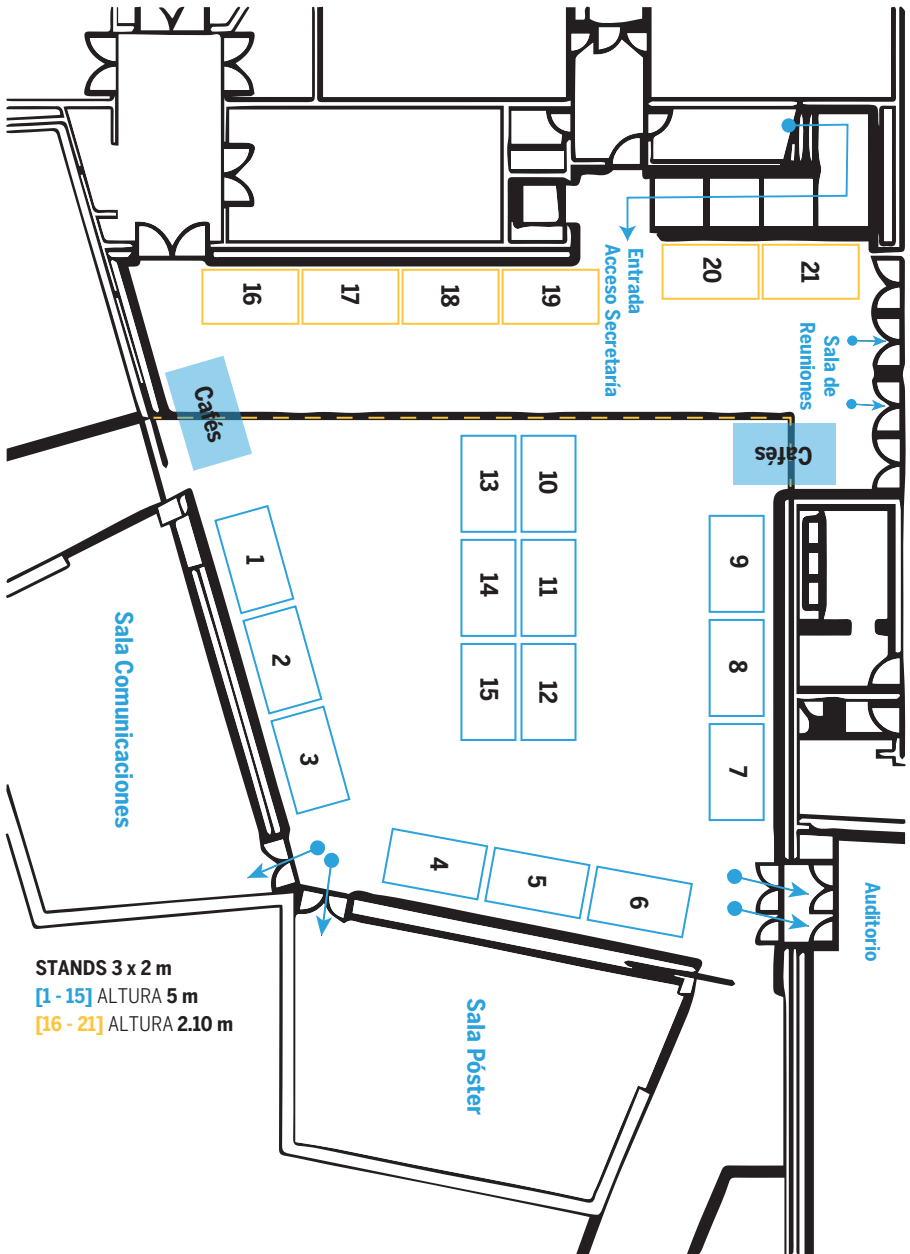 Entrada
Acceso Secretaría
20
21
16
17
18
19
Sala de
Reuniones
Cafés
Cafés
13
10
14
11
15
12
9
8
7
1
2
3
Sala Comunicaciones
4
5
6
Auditorio
Sala Póster
STANDS 3 x 2 m
[1 - 15] ALTURA 5 m
[16 - 21] ALTURA 2.10 m